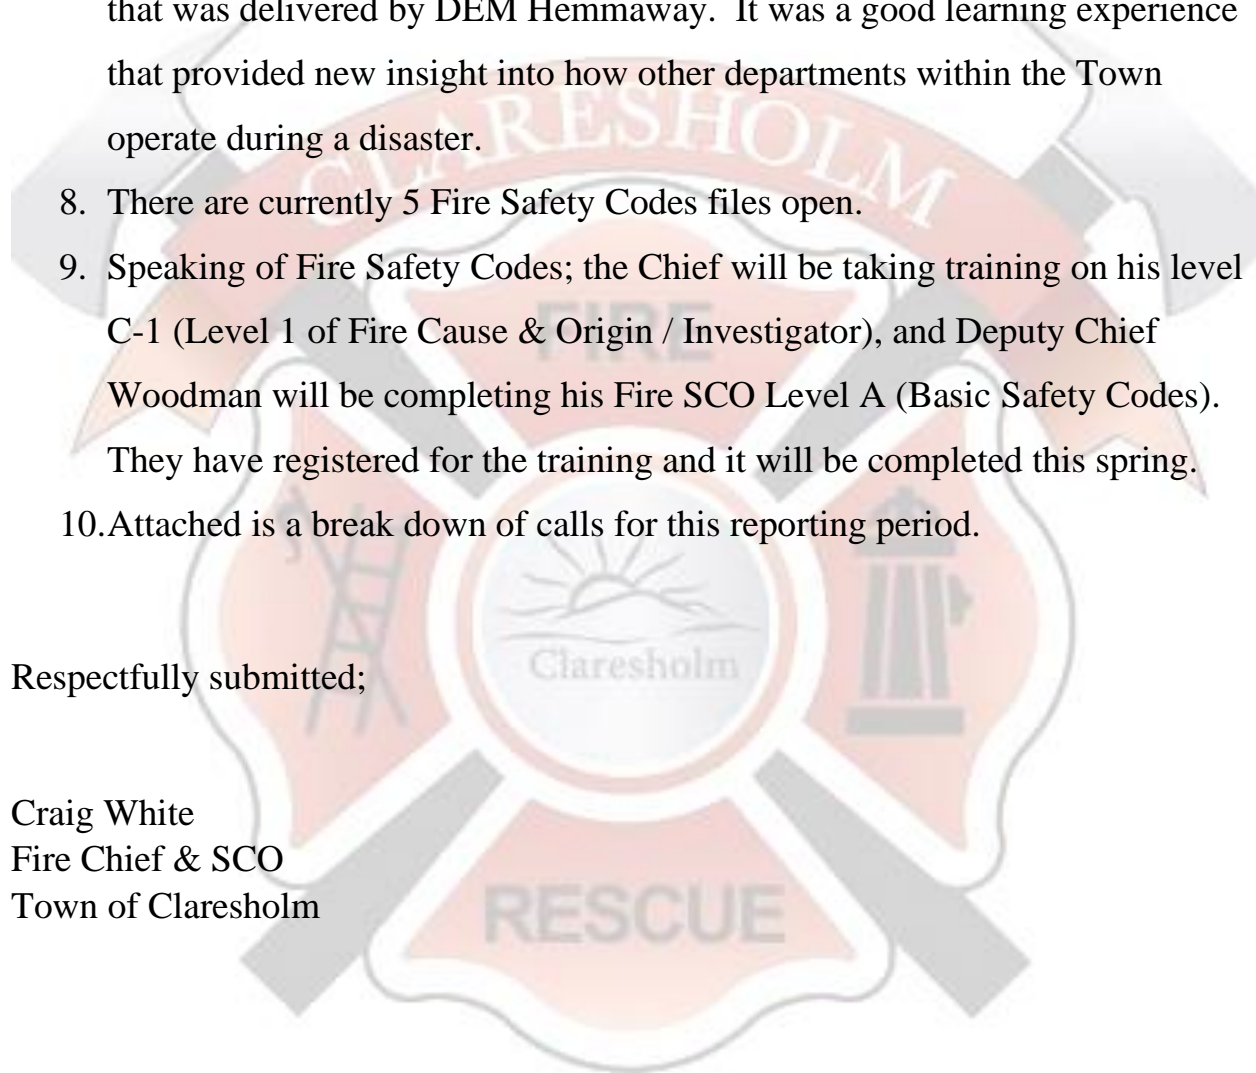 that was delivered by DEM Hemmaway.  It was a good learning experience
that provided new insight into how other departments within the Town
operate during a disaster.
8. There are currently 5 Fire Safety Codes files open.
9. Speaking of Fire Safety Codes; the Chief will be taking training on his level
C-1 (Level 1 of Fire Cause & Origin / Investigator), and Deputy Chief
Woodman will be completing his Fire SCO Level A (Basic Safety Codes).
They have registered for the training and it will be completed this spring.
10.Attached is a break down of calls for this reporting period.
Respectfully submitted;
Craig White
Fire Chief & SCO
Town of Claresholm
CLARESHOLM
FIRE
Claresholm
RESCUE